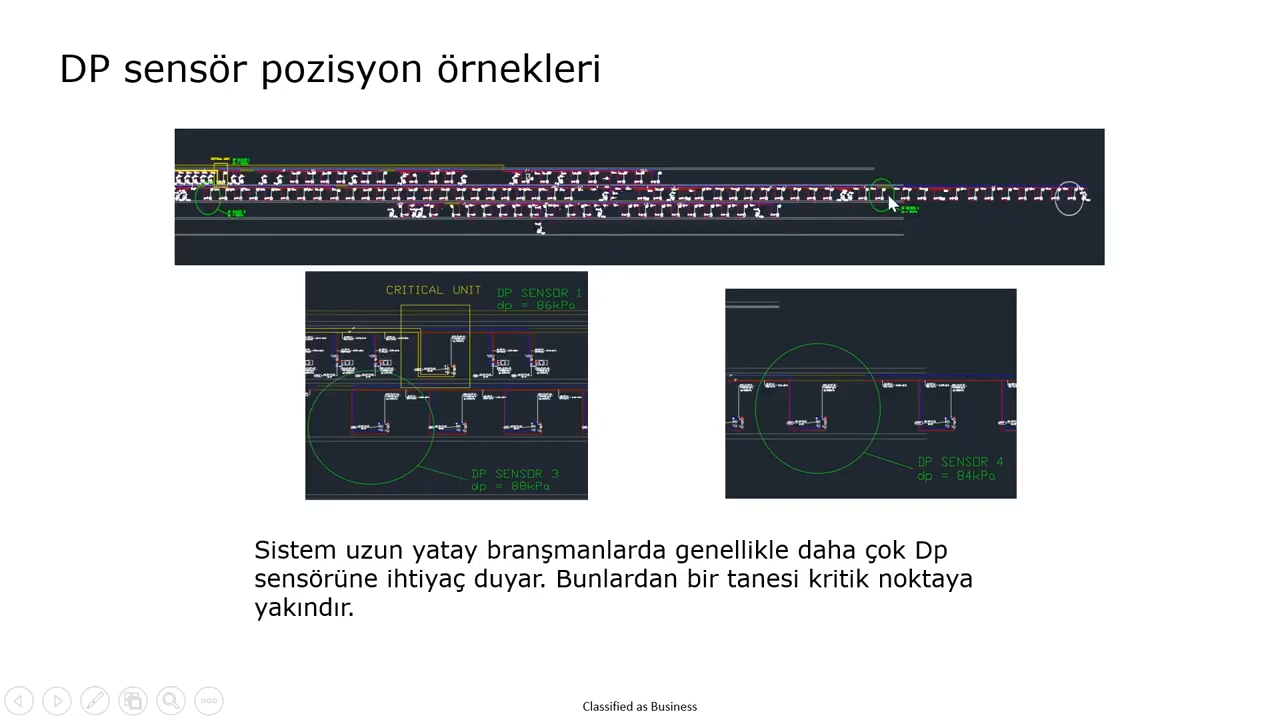 DP sensör pozisyon örnekleri
CRITICAL UNIT
DP SENSOR 1
dp = 86kPa
DP SENSOR 3
dp = 88kPa
DP SENSOR 4
dp = 84kPa
Sistem uzun yatay branşmanlarda genellikle daha çok Dp
sensörüne ihtiyaç duyar. Bunlardan bir tanesi kritik noktaya
yakındır.
Classified as Business